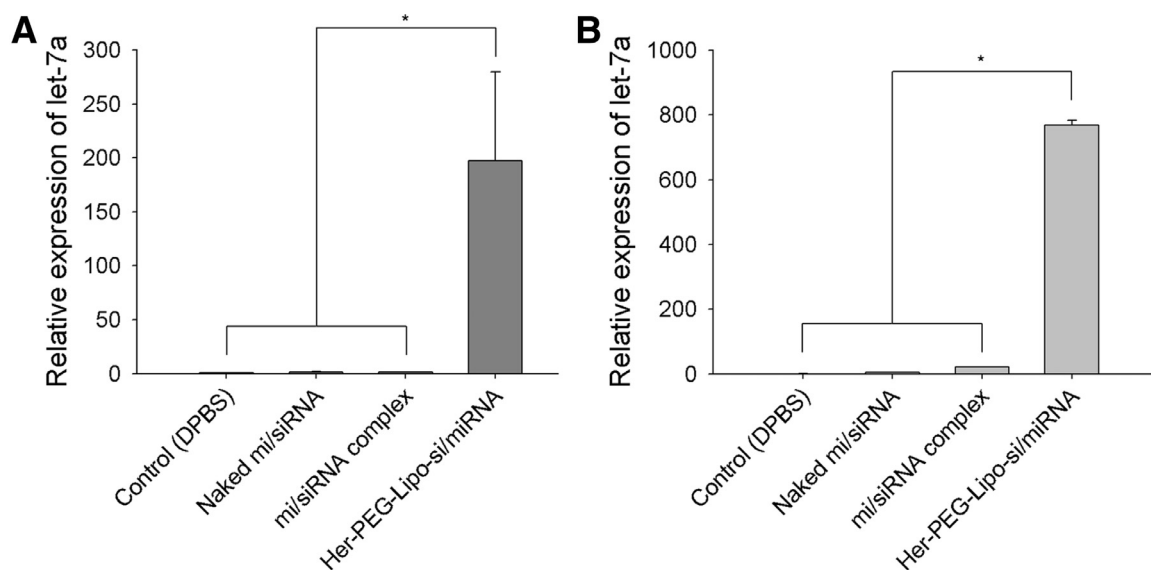 A
Relative expression of let-7a
300
250
200
150
100
50
0
*
Control (DPBS)
Naked mi/siRNA
mi/siRNA complex
Her-PEG-Lipo-si/miRNA
B
Relative expression of let-7a
1000
800
600
400
200
0
*
Control (DPBS)
Naked mi/siRNA
mi/siRNA complex
Her-PEG-Lipo-si/miRNA